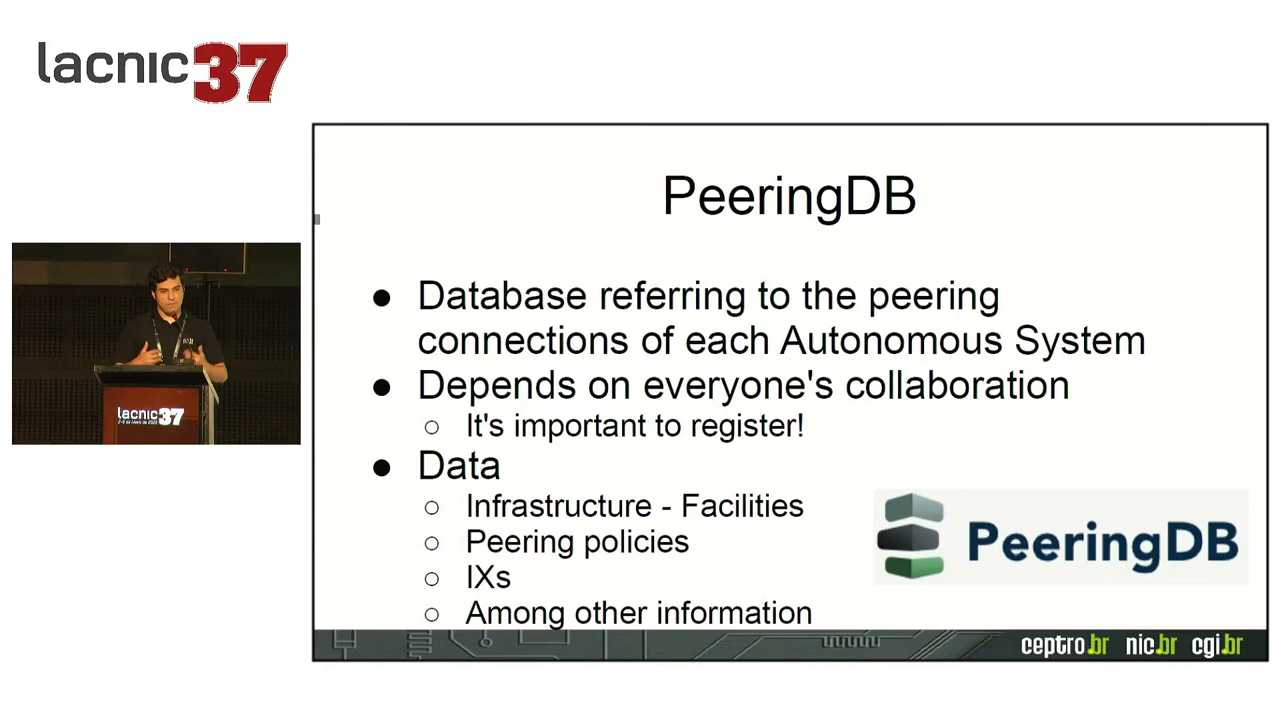 lacnic37
PeeringDB
● Database referring to the peering
connections of each Autonomous System
● Depends on everyone's collaboration
○ It's important to register!
● Data
○ Infrastructure - Facilities
○ Peering policies
○ IXs
○ Among other information
PeeringDB
ceptro.br nic.br cgi.br
lacnic37